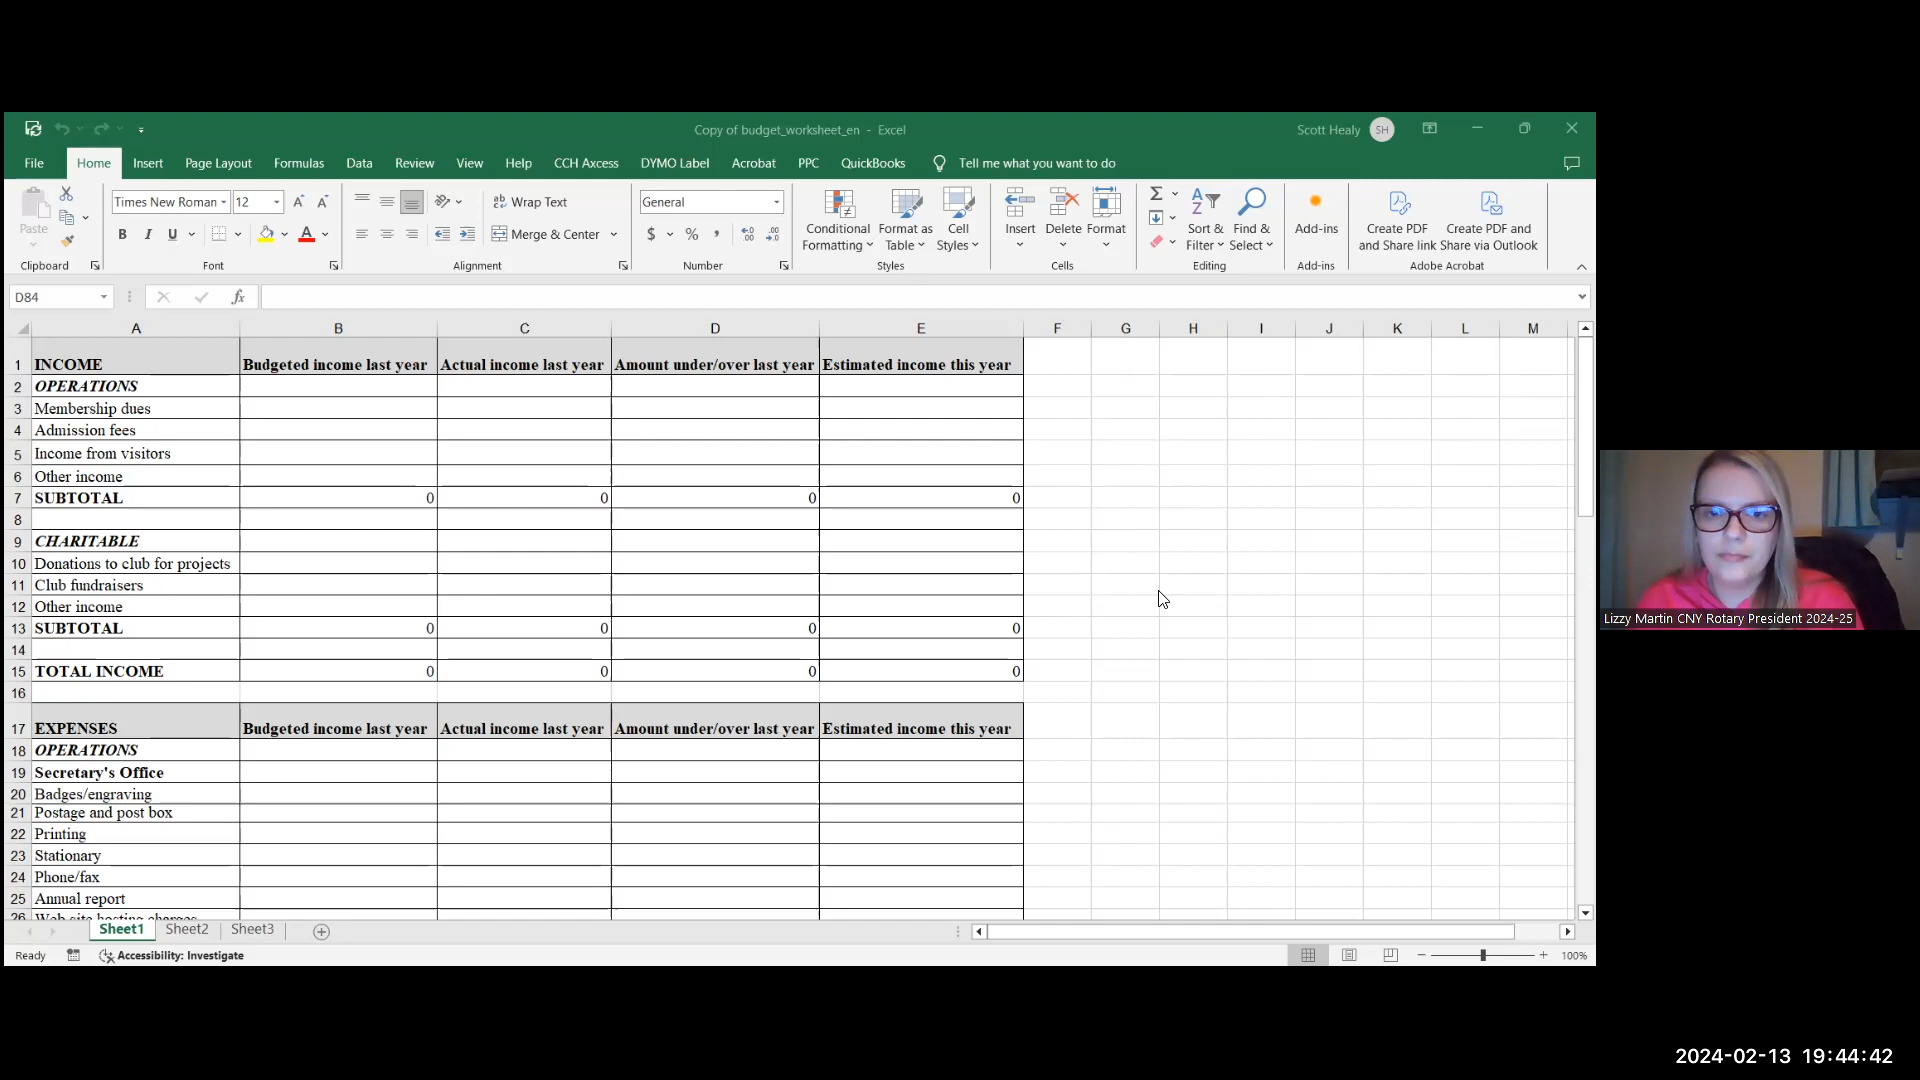 Copy of budget_worksheet_en - Excel
Scott Healy SH
File Home Insert Page Layout Formulas Data Review View Help CCH Axcess DYMO Label Acrobat PPC QuickBooks Tell me what you want to do
Paste
Clipboard
Times New Roman 12
B I U A
Font
Wrap Text
Merge & Center
Alignment
General
$ % ,
Number
Conditional Formatting
Format as Table
Cell Styles
Styles
Insert Delete Format
Cells
Sort & Filter
Find & Select
Editing
Add-ins
Add-ins
Create PDF and Share link
Create PDF and Share via Outlook
Adobe Acrobat
D84 fx
A B C D E F G H I J K L M
1 INCOME Budgeted income last year Actual income last year Amount under/over last year Estimated income this year
2 OPERATIONS
3 Membership dues
4 Admission fees
5 Income from visitors
6 Other income
7 SUBTOTAL 0 0 0 0
8
9 CHARITABLE
10 Donations to club for projects
11 Club fundraisers
12 Other income
13 SUBTOTAL 0 0 0 0
14
15 TOTAL INCOME 0 0 0 0
16
17 EXPENSES Budgeted income last year Actual income last year Amount under/over last year Estimated income this year
18 OPERATIONS
19 Secretary's Office
20 Badges/engraving
21 Postage and post box
22 Printing
23 Stationary
24 Phone/fax
25 Annual report
26 Web site hosting charges
Sheet1 Sheet2 Sheet3
Ready Accessibility: Investigate 100%
Lizzy Martin CNY Rotary President 2024-25
2024-02-13 19:44:42